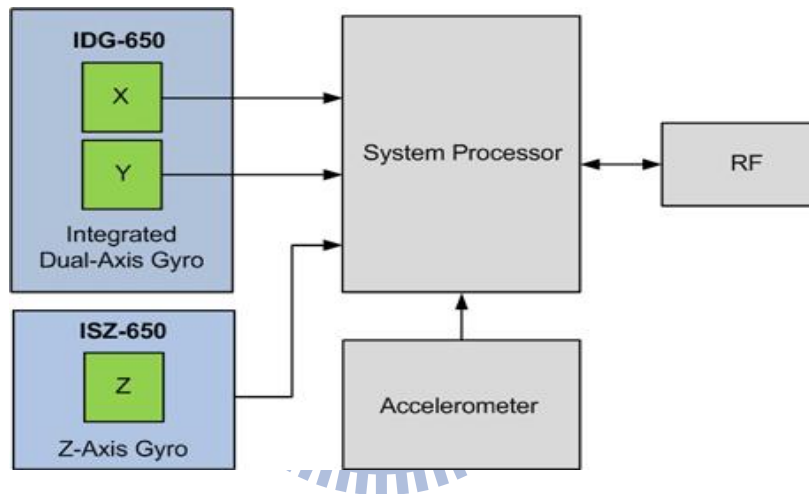 IDG-650
X
Y
Integrated
Dual-Axis Gyro
System Processor
RF
ISZ-650
Z
Z-Axis Gyro
Accelerometer